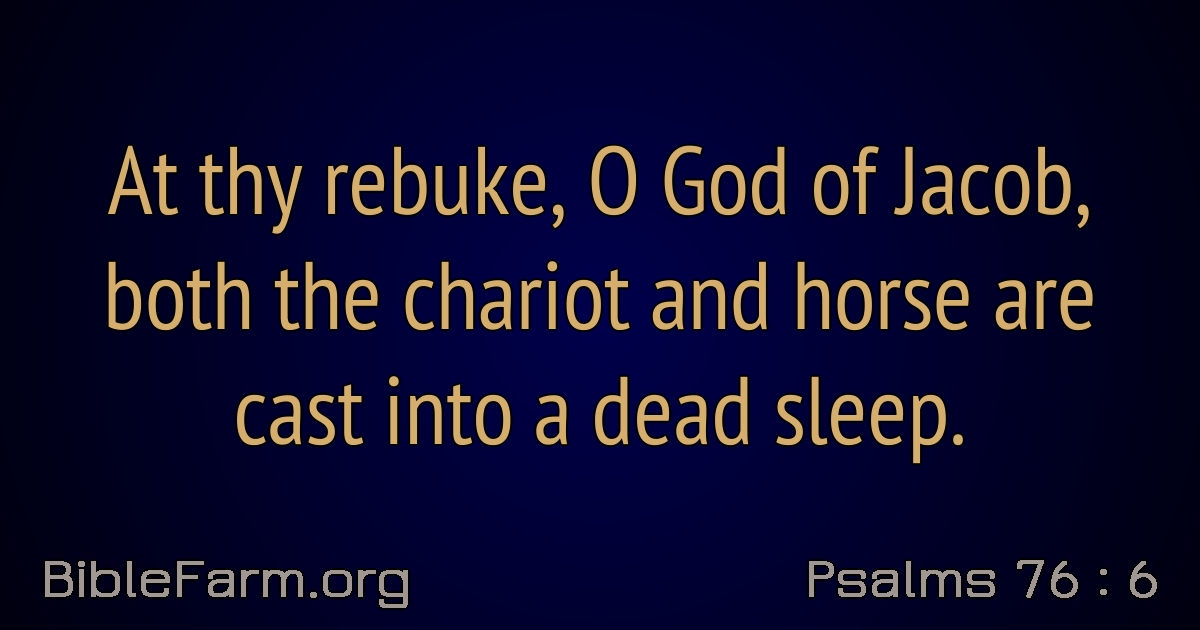 At thy rebuke, O God of Jacob,
both the chariot and horse are
cast into a dead sleep.
BibleFarm.org
Psalms 76 : 6